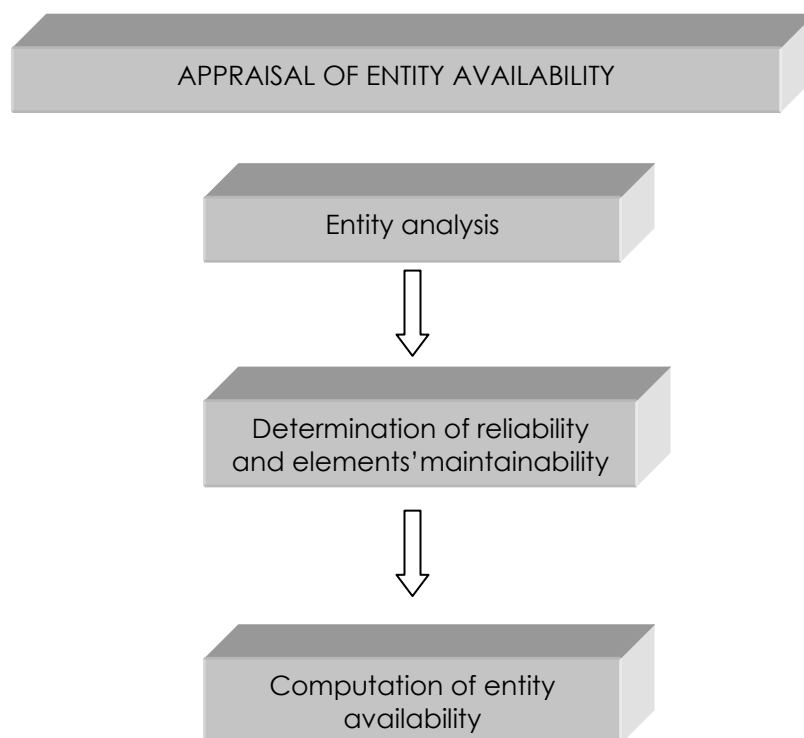 APPRAISAL OF ENTITY AVAILABILITY
Entity analysis
Determination of reliability
and elements’maintainability
Computation of entity
availability